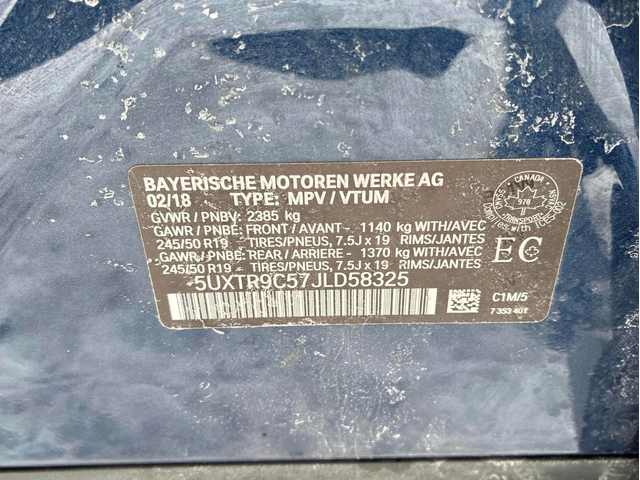 BAYERISCHE MOTOREN WERKE AG
02/18 TYPE: MPV / VTUM
GVWR / PNBV: 2385 kg
GAWR / PNBE: FRONT / AVANT - 1140 kg WITH/AVEC
245/50 R19 - TIRES/PNEUS, 7.5J x 19 RIMS/JANTES
GAWR / PNBE: REAR / ARRIERE - 1370 kg WITH/AVEC
245/50 R19 - TIRES/PNEUS, 7.5J x 19 RIMS/JANTES
5UXTR9C57JLD58325
CANADA
TRANSPORT
EC
C1M/5
7 353 401